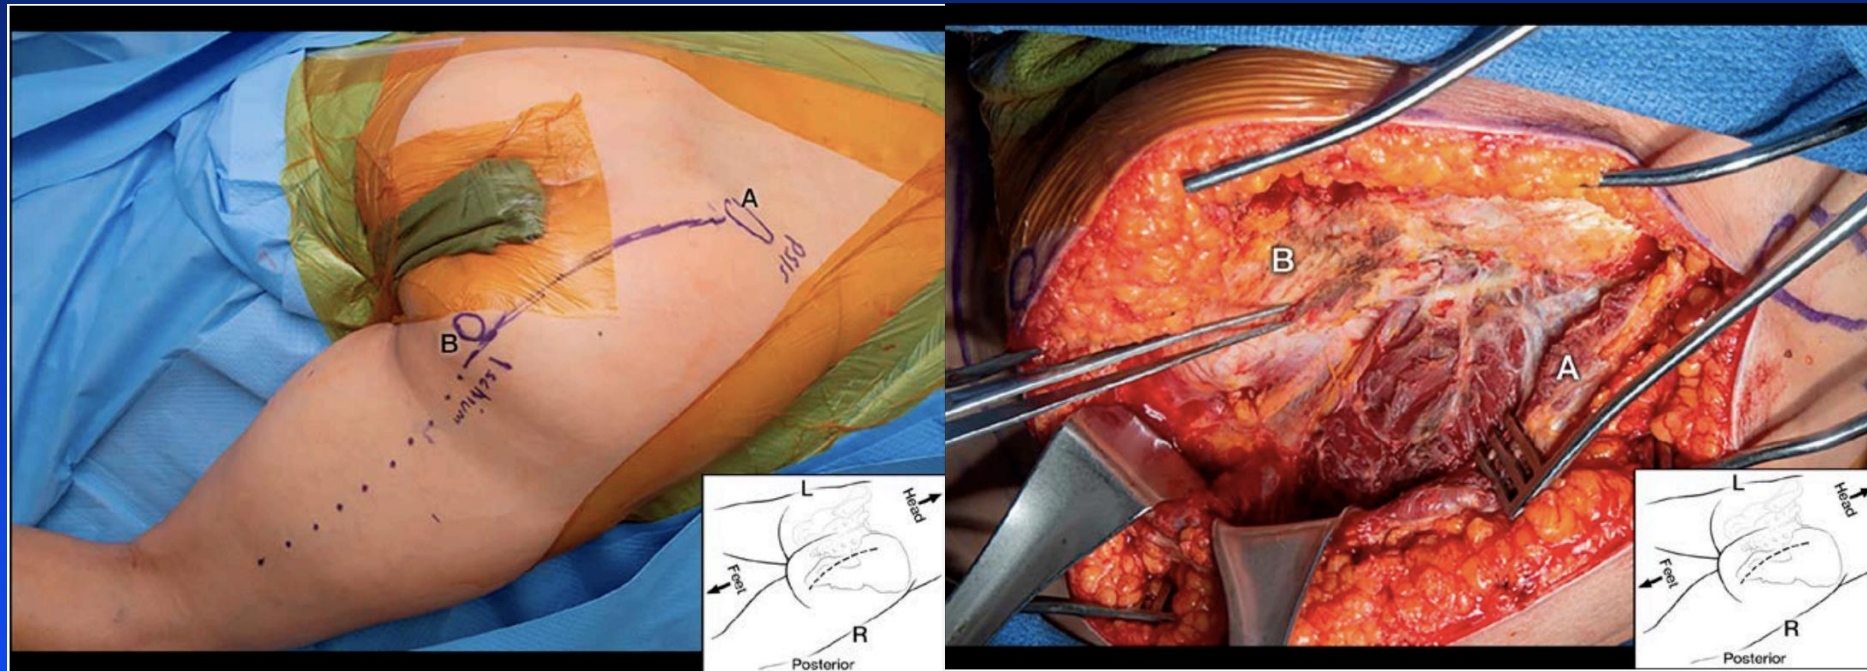 A
PSIS
B
Ischium
L
Head
Feet
R
Posterior
B
A
L
Head
Feet
R
Posterior